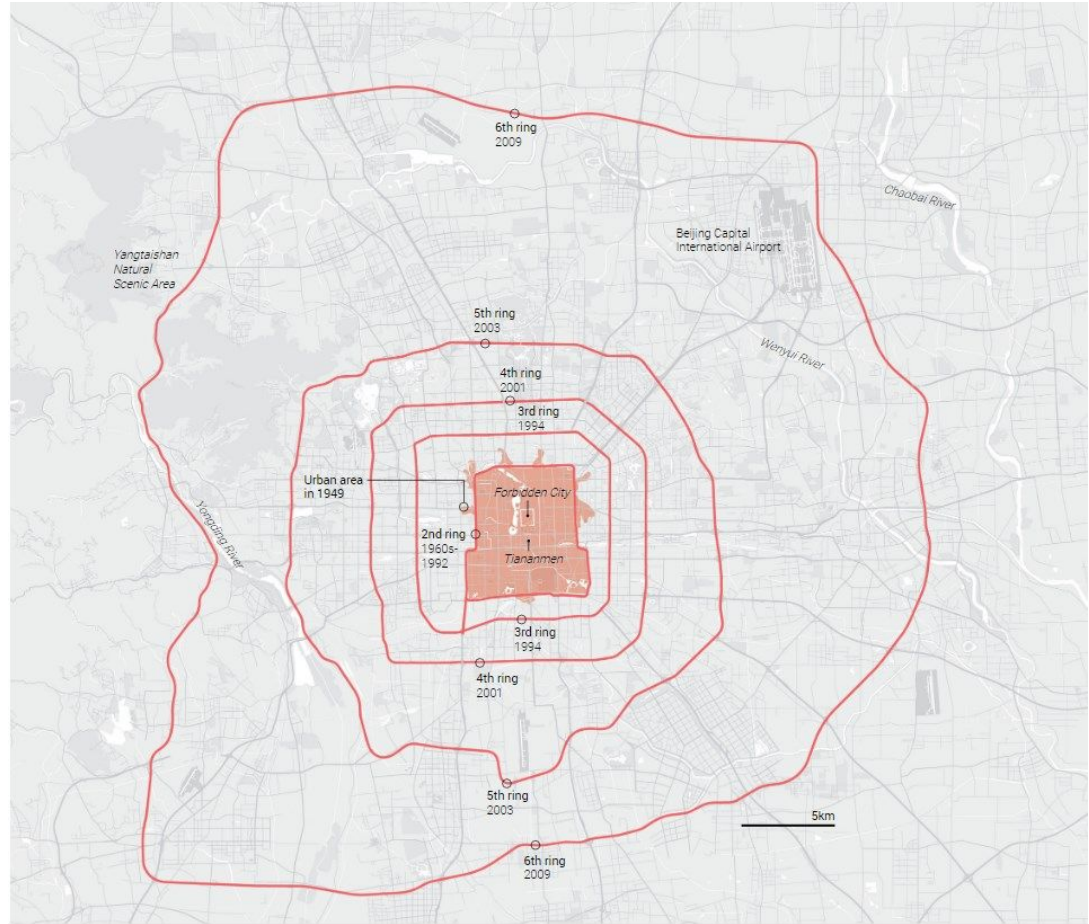 6th ring
2009
Chaobai River
Beijing Capital
International Airport
Yangtaishan
Natural
Scenic Area
5th ring
2003
Wenyui River
4th ring
2001
3rd ring
1994
Urban area
in 1949
Forbidden City
2nd ring
1960s-
1992
Tiananmen
Yongding River
3rd ring
1994
4th ring
2001
5th ring
2003
5km
6th ring
2009